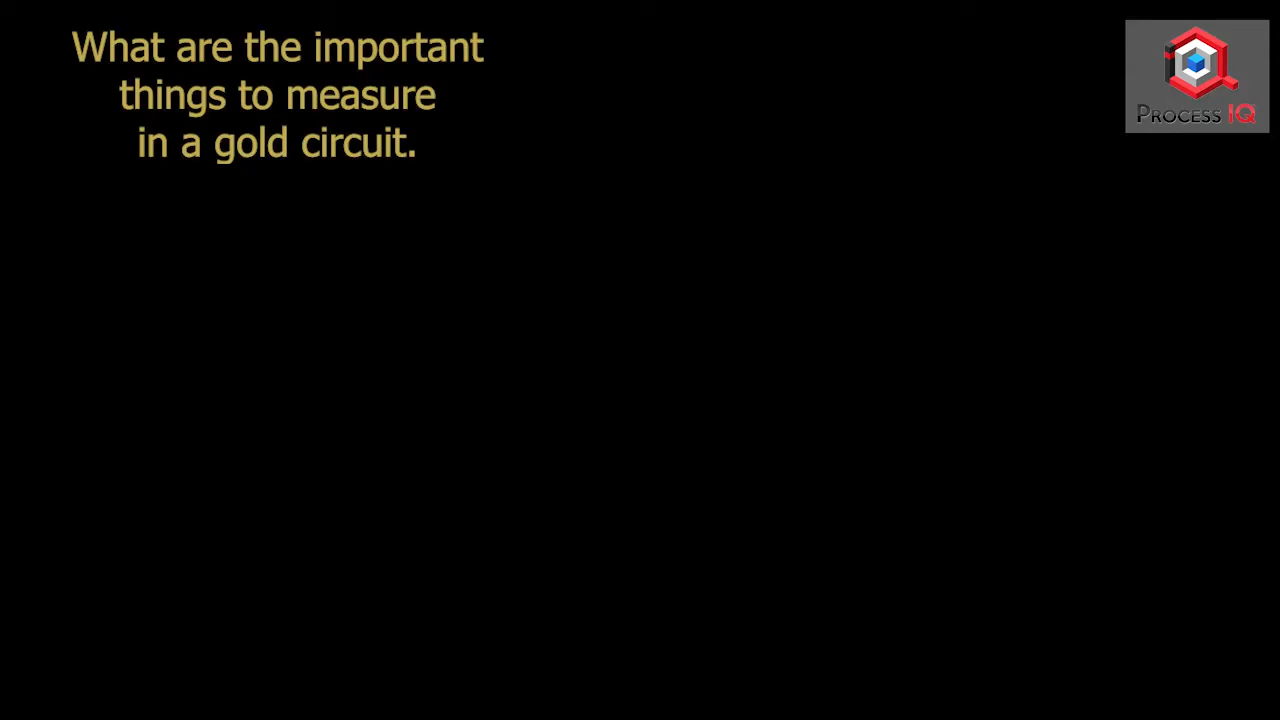 What are the important
things to measure
in a gold circuit.
PROCESS IQ